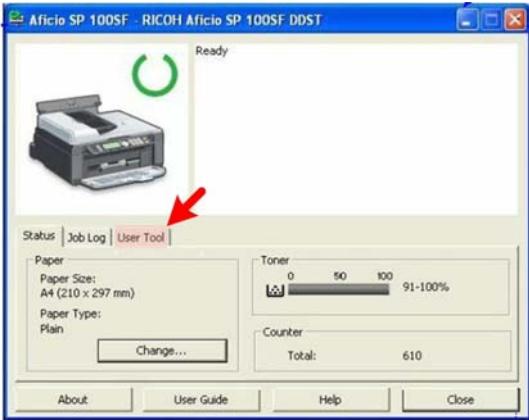 Aficio SP 100SF - RICOH Aficio SP 100SF DDST
Ready
Status
Job Log
User Tool
Paper
Paper Size:
A4 (210 x 297 mm)
Paper Type:
Plain
Change...
Toner
0 50 100
91-100%
Counter
Total: 610
About
User Guide
Help
Close